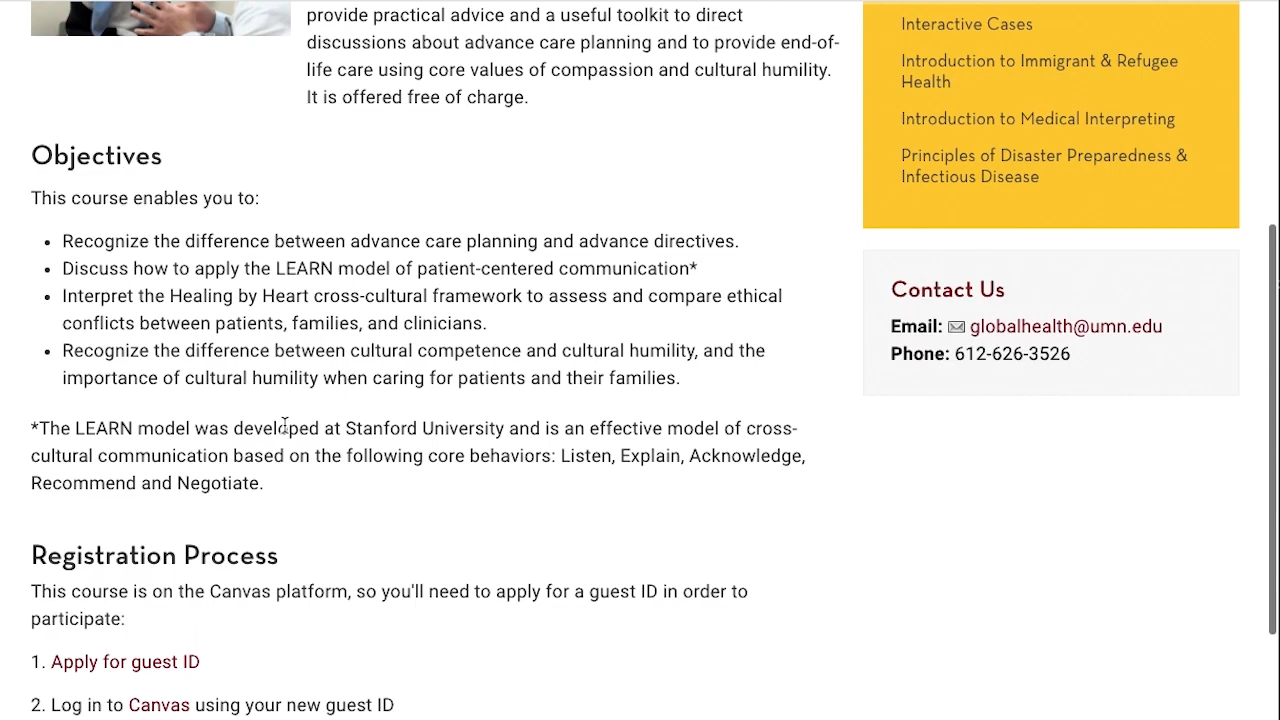 provide practical advice and a useful toolkit to direct
discussions about advance care planning and to provide end-of-
life care using core values of compassion and cultural humility.
It is offered free of charge.
Objectives
This course enables you to:
• Recognize the difference between advance care planning and advance directives.
• Discuss how to apply the LEARN model of patient-centered communication*
• Interpret the Healing by Heart cross-cultural framework to assess and compare ethical
conflicts between patients, families, and clinicians.
• Recognize the difference between cultural competence and cultural humility, and the
importance of cultural humility when caring for patients and their families.
*The LEARN model was developed at Stanford University and is an effective model of cross-
cultural communication based on the following core behaviors: Listen, Explain, Acknowledge,
Recommend and Negotiate.
Registration Process
This course is on the Canvas platform, so you'll need to apply for a guest ID in order to
participate:
1. Apply for guest ID
2. Log in to Canvas using your new guest ID
Interactive Cases
Introduction to Immigrant & Refugee
Health
Introduction to Medical Interpreting
Principles of Disaster Preparedness &
Infectious Disease
Contact Us
Email: globalhealth@umn.edu
Phone: 612-626-3526